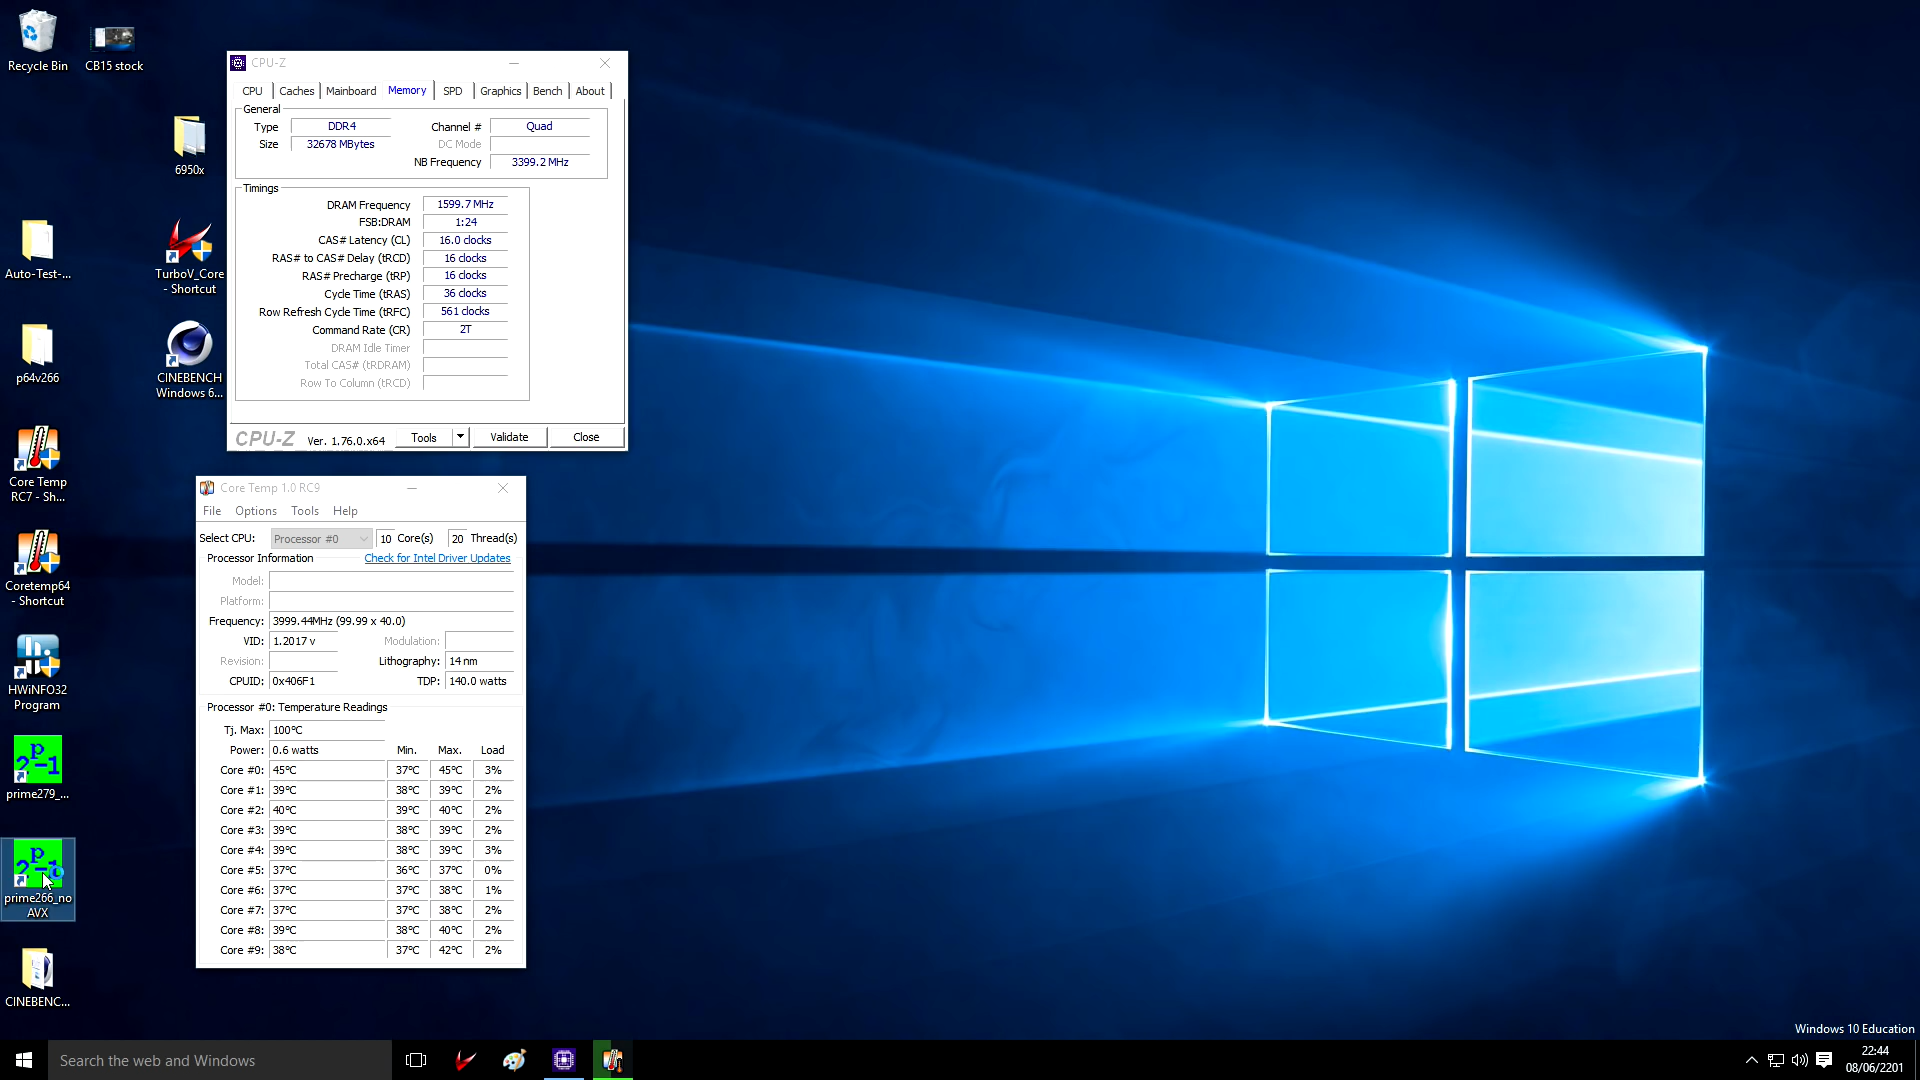 Recycle Bin
CB15 stock
6950x
Auto-Test-...
TurboV_Core
- Shortcut
p64v266
CINEBENCH
Windows 6...
Core Temp
RC7 - Sh...
Coretemp64
- Shortcut
HWiNFO32
Program
prime279_...
prime266_no
AVX
CINEBENC...
CPU-Z
CPU Caches Mainboard Memory SPD Graphics Bench About
General
Type DDR4 Channel # Quad
Size 32678 MBytes DC Mode
NB Frequency 3399.2 MHz
Timings
DRAM Frequency 1599.7 MHz
FSB:DRAM 1:24
CAS# Latency (CL) 16.0 clocks
RAS# to CAS# Delay (tRCD) 16 clocks
RAS# Precharge (tRP) 16 clocks
Cycle Time (tRAS) 36 clocks
Row Refresh Cycle Time (tRFC) 561 clocks
Command Rate (CR) 2T
DRAM Idle Timer
Total CAS# (tRDRAM)
Row To Column (tRCD)
CPU-Z Ver. 1.76.0.x64 Tools Validate Close
Core Temp 1.0 RC9
File Options Tools Help
Select CPU: Processor #0 10 Core(s) 20 Thread(s)
Processor Information Check for Intel Driver Updates
Model:
Platform:
Frequency: 3999.44MHz (99.99 x 40.0)
VID: 1.2017 v Modulation:
Revision: Lithography: 14 nm
CPUID: 0x406F1 TDP: 140.0 watts
Processor #0: Temperature Readings
Tj. Max: 100°C
Power: 0.6 watts Min. Max. Load
Core #0: 45°C 37°C 45°C 3%
Core #1: 39°C 38°C 39°C 2%
Core #2: 40°C 39°C 40°C 2%
Core #3: 39°C 38°C 39°C 2%
Core #4: 39°C 38°C 39°C 3%
Core #5: 37°C 36°C 37°C 0%
Core #6: 37°C 37°C 38°C 1%
Core #7: 37°C 37°C 38°C 2%
Core #8: 39°C 38°C 40°C 2%
Core #9: 38°C 37°C 42°C 2%
Windows 10 Education
Search the web and Windows
22:44
08/06/2201